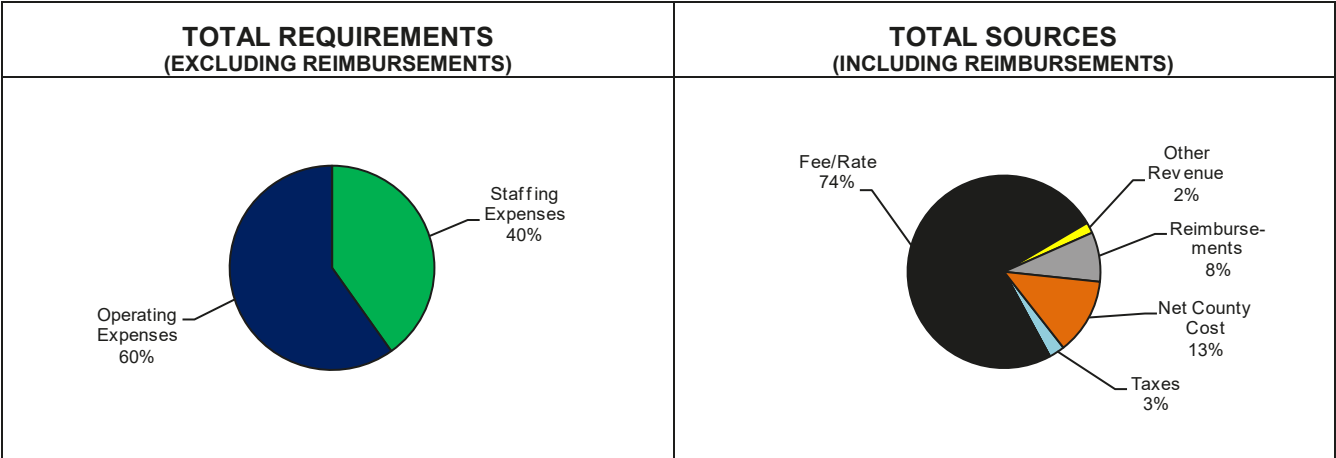 TOTAL REQUIREMENTS
(EXCLUDING REIMBURSEMENTS)
Staffing
Expenses
40%
Operating
Expenses
60%
TOTAL SOURCES
(INCLUDING REIMBURSEMENTS)
Fee/Rate
74%
Other
Revenue
2%
Reimburse-
ments
8%
Net County
Cost
13%
Taxes
3%